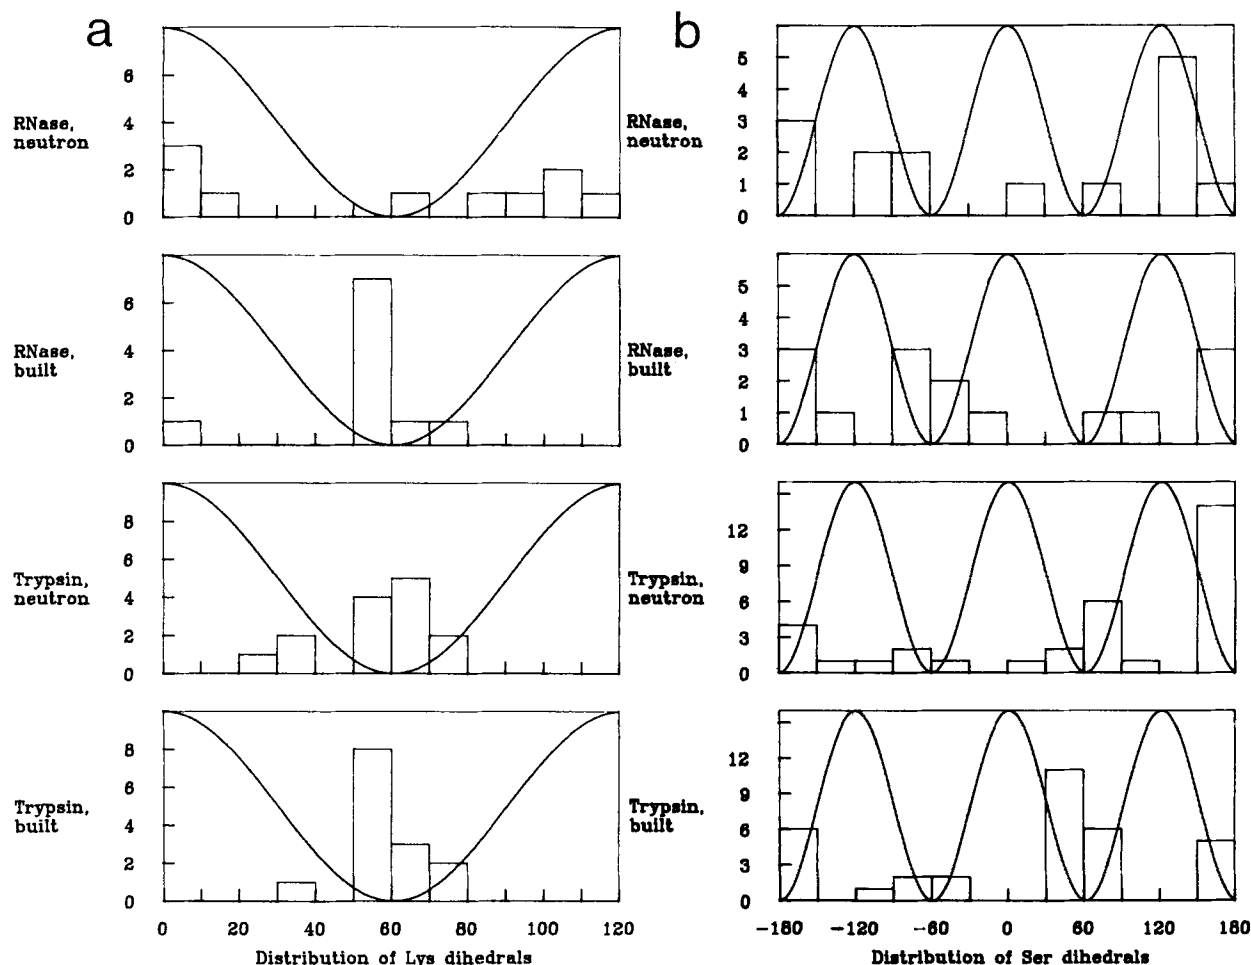 a
6
4
2
0
RNase,
neutron
6
4
2
0
RNase,
built
8
6
4
2
0
Trypsin,
neutron
8
6
4
2
0
Trypsin,
built
0 20 40 60 80 100 120
Distribution of Lys dihedrals
b
5
4
3
2
1
0
RNase,
neutron
5
4
3
2
1
0
RNase,
built
12
9
6
3
0
Trypsin,
neutron
12
9
6
3
0
Trypsin,
built
-180 -120 -60 0 60 120 180
Distribution of Ser dihedrals